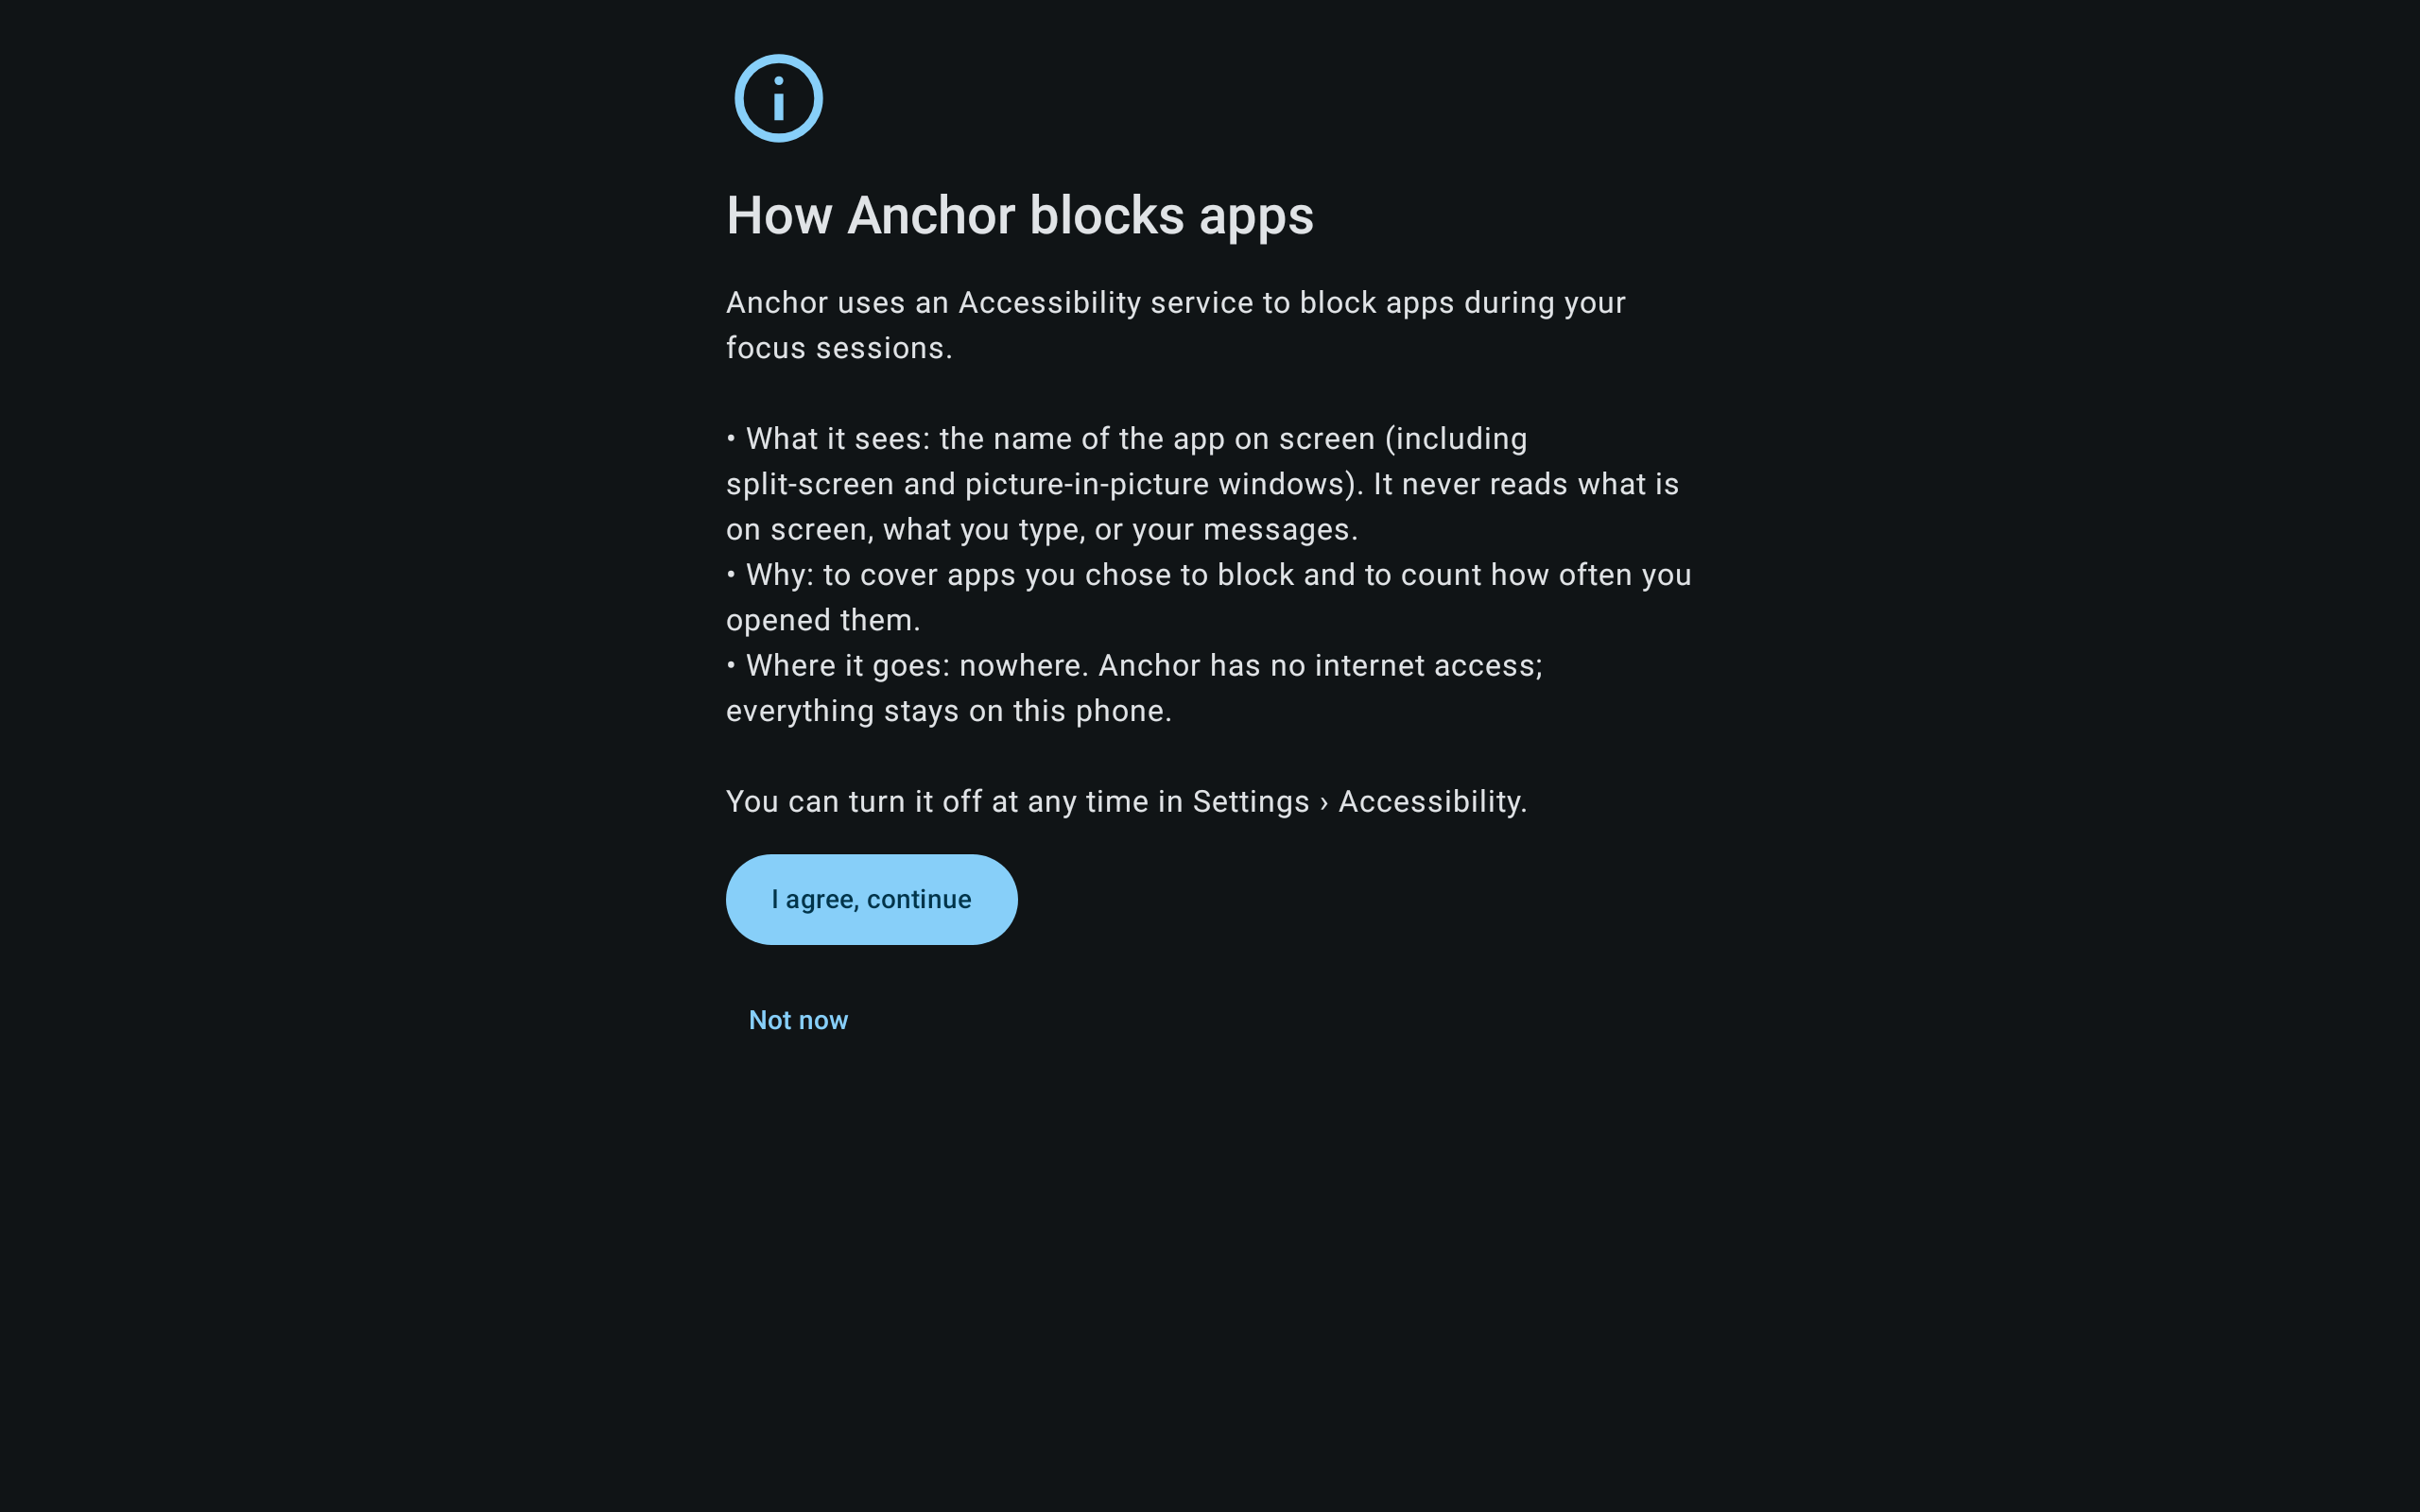 How Anchor blocks apps
Anchor uses an Accessibility service to block apps during your
focus sessions.
• What it sees: the name of the app on screen (including
split-screen and picture-in-picture windows). It never reads what is
on screen, what you type, or your messages.
• Why: to cover apps you chose to block and to count how often you
opened them.
• Where it goes: nowhere. Anchor has no internet access;
everything stays on this phone.
You can turn it off at any time in Settings › Accessibility.
I agree, continue
Not now